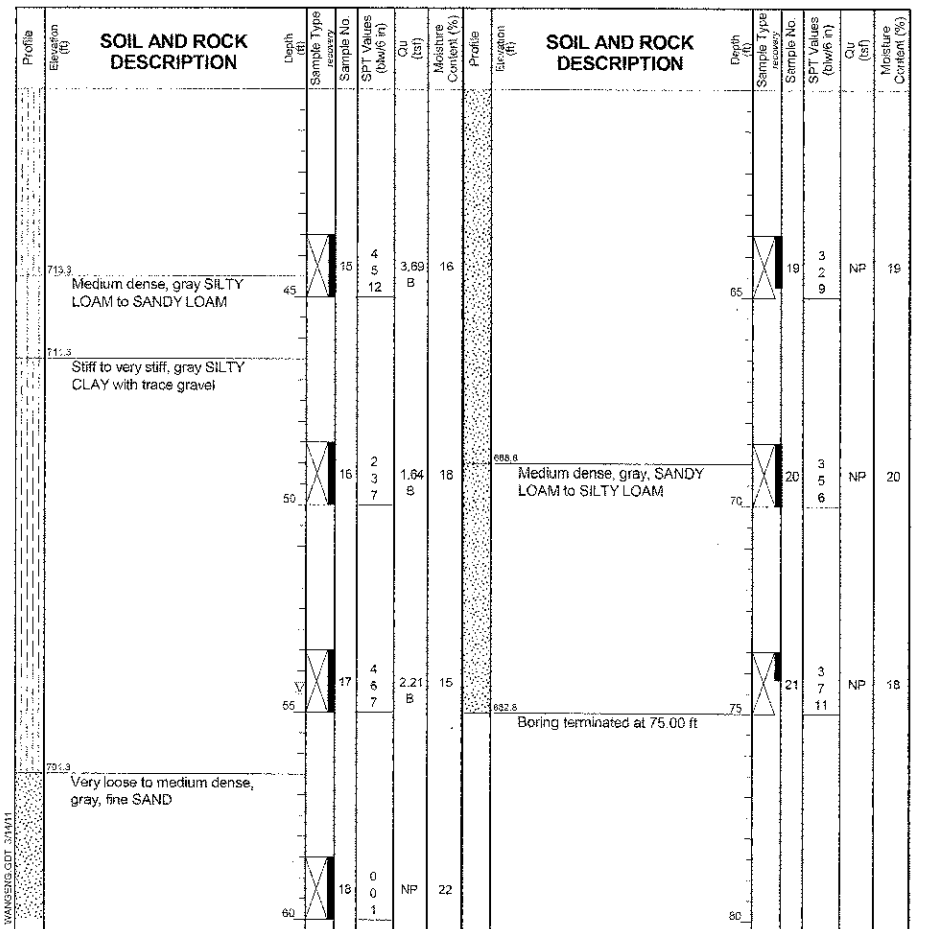 Profile
Elevation
(ft)
SOIL AND ROCK
DESCRIPTION
Depth
(ft)
Sample Type
recovery
Sample No.
SPT Values
(blw/6 in)
Qu
(tsf)
Moisture
Content (%)
713.3
Medium dense, gray SILTY
LOAM to SANDY LOAM
45
15
4
5
12
3.69
B
16
711.3
Stiff to very stiff, gray SILTY
CLAY with trace gravel
50
16
2
3
7
1.64
B
18
55
17
4
6
7
2.21
B
15
701.3
Very loose to medium dense,
gray, fine SAND
60
18
0
0
1
NP
22
WANGENG.GDT 3/14/11
Profile
Elevation
(ft)
SOIL AND ROCK
DESCRIPTION
Depth
(ft)
Sample Type
recovery
Sample No.
SPT Values
(blw/6 in)
Qu
(tsf)
Moisture
Content (%)
65
19
3
2
9
NP
19
688.8
Medium dense, gray, SANDY
LOAM to SILTY LOAM
70
20
3
5
6
NP
20
75
21
3
7
11
NP
18
682.8
Boring terminated at 75.00 ft
80